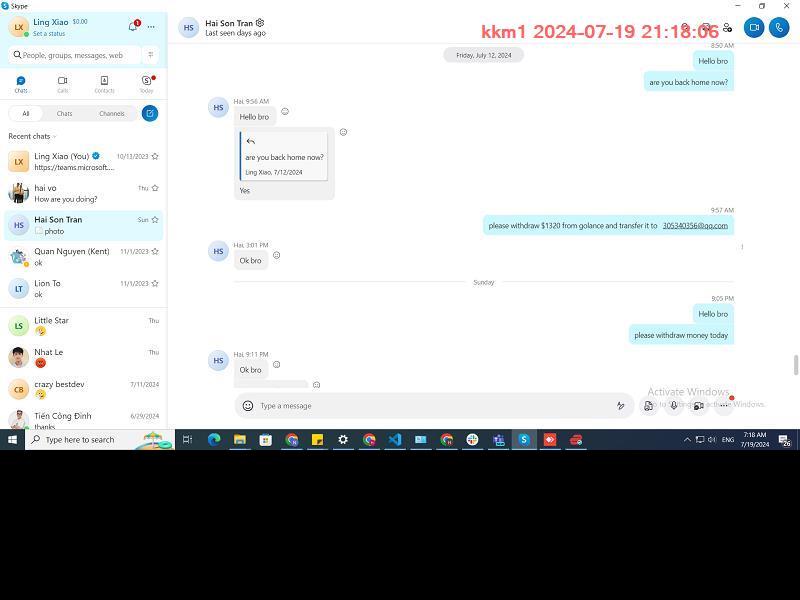 Skype
LX
Ling Xiao $0.00
Set a status
1
People, groups, messages, web
Chats
Calls
Contacts
Today
All
Chats
Channels
Recent chats
LX
Ling Xiao (You)
10/13/2023
https://teams.microsoft....
hai vo
Thu
How are you doing?
HS
Hai Son Tran
Sun
photo
Quan Nguyen (Kent)
11/1/2023
ok
LT
Lion To
11/1/2023
ok
LS
Little Star
Thu
Nhat Le
Thu
CB
crazy bestdev
7/11/2024
Tiến Công Đinh
6/29/2024
thanks
HS
Hai Son Tran
Last seen days ago
kkm1 2024-07-19 21:18:06
Friday, July 12, 2024
8:50 AM
Hello bro
are you back home now?
HS
Hai, 9:56 AM
Hello bro
are you back home now?
Ling Xiao, 7/12/2024
Yes
9:57 AM
please withdraw $1320 from golance and transfer it to 305340356@qq.com
HS
Hai, 3:01 PM
Ok bro
Sunday
9:05 PM
Hello bro
please withdraw money today
HS
Hai, 9:11 PM
Ok bro
Activate Windows
Go to Settings to activate Windows.
Type a message
Type here to search
ENG
7:18 AM
7/19/2024
26